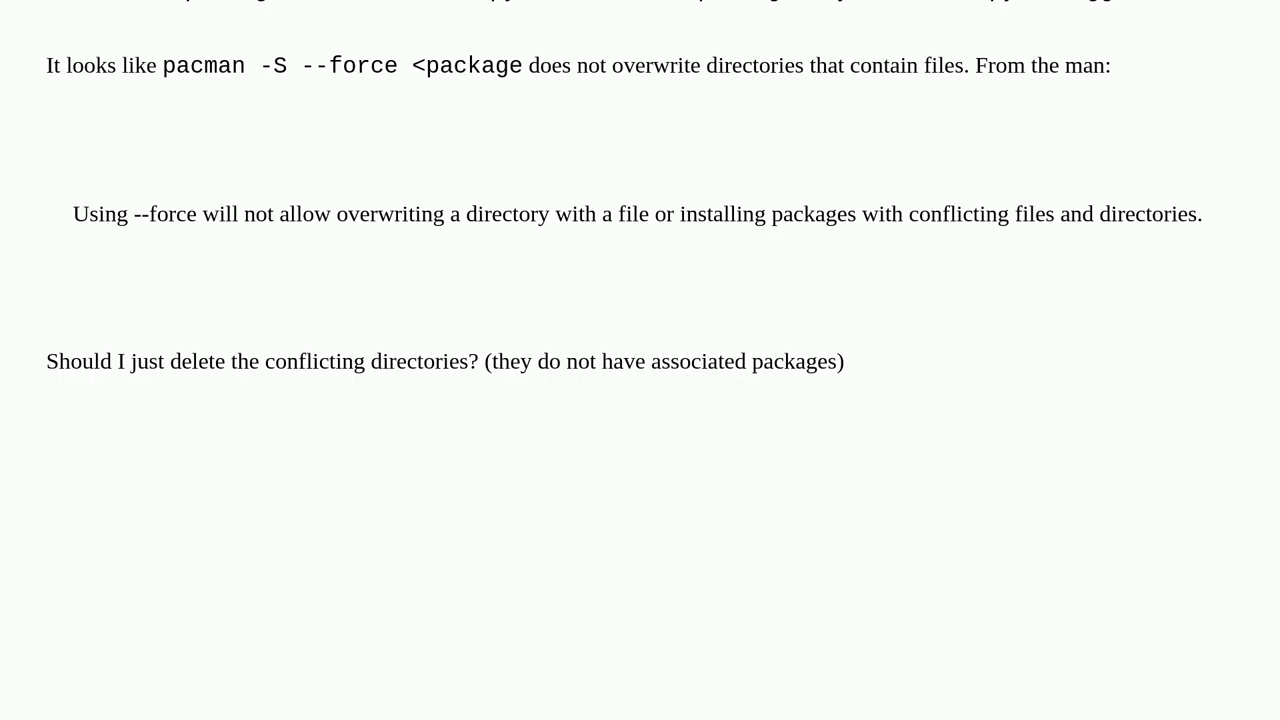 It looks like pacman -S --force <package does not overwrite directories that contain files. From the man:
Using --force will not allow overwriting a directory with a file or installing packages with conflicting files and directories.
Should I just delete the conflicting directories? (they do not have associated packages)